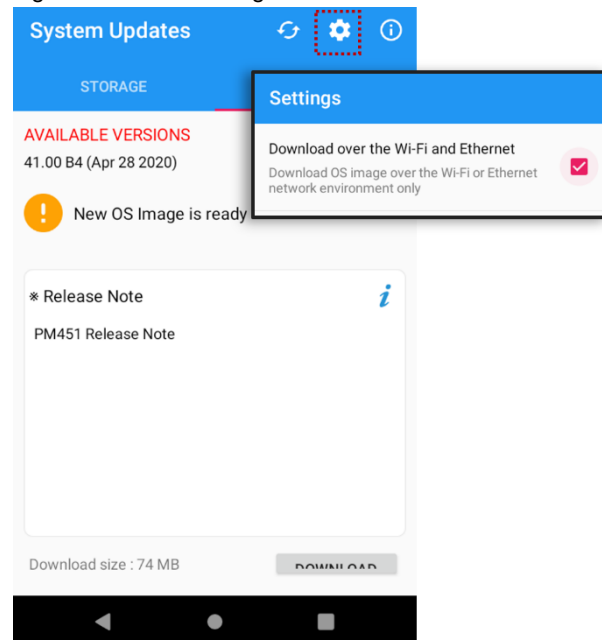 System Updates
STORAGE
Settings
AVAILABLE VERSIONS
41.00 B4 (Apr 28 2020)
Download over the Wi-Fi and Ethernet
Download OS image over the Wi-Fi or Ethernet
network environment only
New OS Image is ready
※ Release Note
PM451 Release Note
Download size : 74 MB
DOWNLOAD